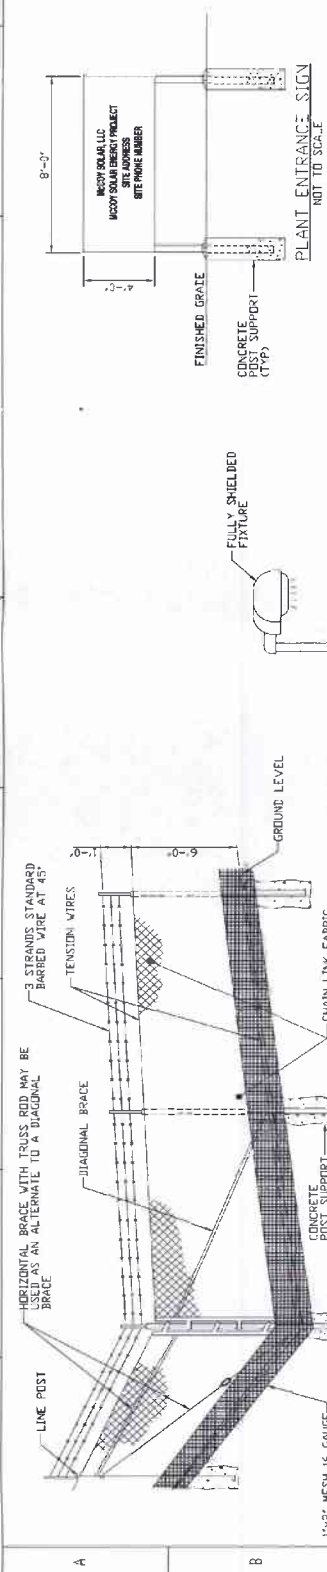 A
B
LINE POST
HORIZONTAL BRACE WITH TRUSS ROD MAY BE
USED AS AN ALTERNATE TO A DIAGONAL
BRACE
3 STRANDS STANDARD
BARBED WIRE AT 45°
DIAGONAL BRACE
TENSION WIRES
1'-0"
6'-0"
GROUND LEVEL
CHAIN LINK FABRIC
CONCRETE
POST SUPPORT
MESH 16 GAUGE
FULLY SHIELDED
FIXTURE
8'-0"
4'-0"
McCOY SOLAR, LLC
MCCOY SOLAR ENERGY PROJECT
SITE ADDRESS
SITE PHONE NUMBER
FINISHED GRADE
CONCRETE
POST SUPPORT
(TYP)
PLANT ENTRANCE SIGN
NOT TO SCALE